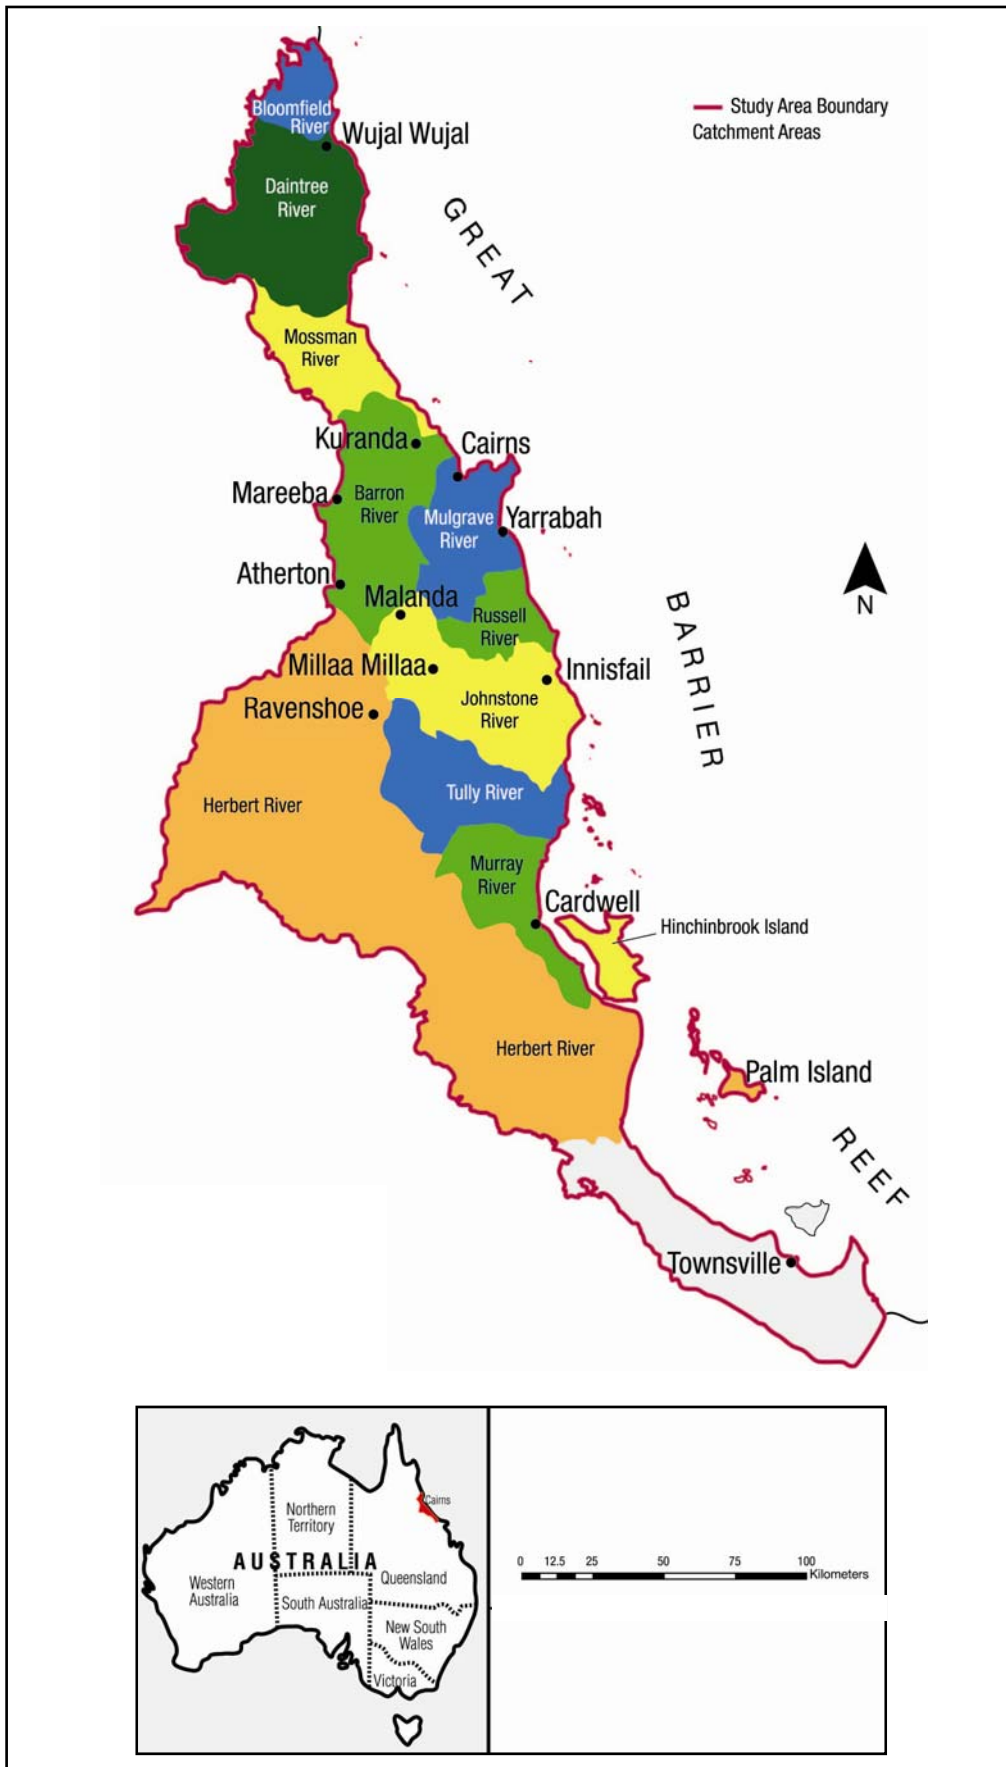 Bloomfield
River
Wujal Wujal
Study Area Boundary
Catchment Areas
Daintree
River
GREAT
Mossman
River
Kuranda
Cairns
Mareeba
Barron
River
Mulgrave
River
Yarrabah
Atherton
Malanda
Russell
River
N
BARRIER
Millaa Millaa
Innisfail
Ravenshoe
Johnstone
River
Herbert River
Tully River
Murray
River
Cardwell
Hinchinbrook Island
Herbert River
Palm Island
REEF
Townsville
Cairns
Northern
Territory
AUSTRALIA
Western
Australia
Queensland
South Australia
New South
Wales
Victoria
0 12.5 25 50 75 100
Kilometers